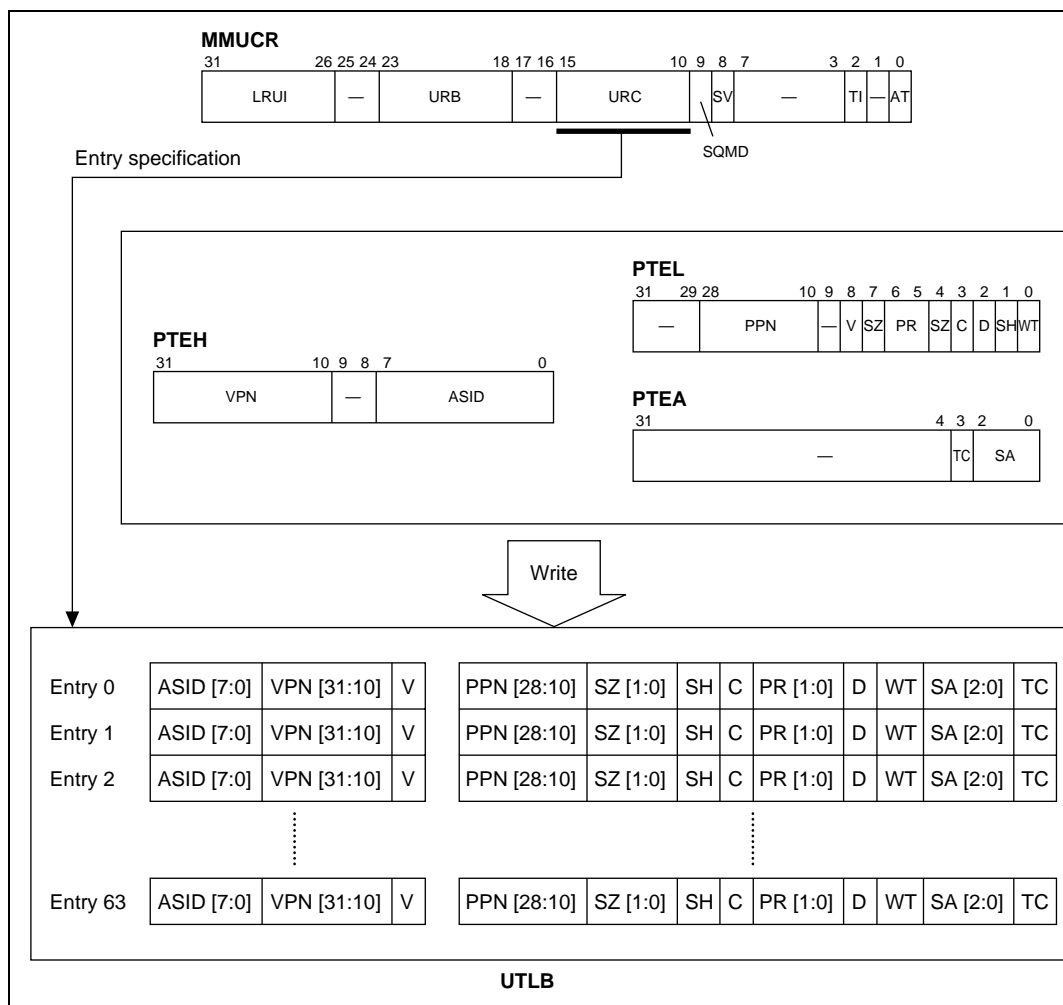 MMUCR
31 26 25 24 23 18 17 16 15 10 9 8 7 3 2 1 0
LRUI — URB — URC SV — TI — AT
SQMD
Entry specification
PTEL
31 29 28 10 9 8 7 6 5 4 3 2 1 0
— PPN — V SZ PR SZ C D SH WT
PTEH
31 10 9 8 7 0
VPN — ASID
PTEA
31 4 3 2 0
— TC SA
Write
Entry 0 ASID [7:0] VPN [31:10] V PPN [28:10] SZ [1:0] SH C PR [1:0] D WT SA [2:0] TC
Entry 1 ASID [7:0] VPN [31:10] V PPN [28:10] SZ [1:0] SH C PR [1:0] D WT SA [2:0] TC
Entry 2 ASID [7:0] VPN [31:10] V PPN [28:10] SZ [1:0] SH C PR [1:0] D WT SA [2:0] TC
Entry 63 ASID [7:0] VPN [31:10] V PPN [28:10] SZ [1:0] SH C PR [1:0] D WT SA [2:0] TC
UTLB